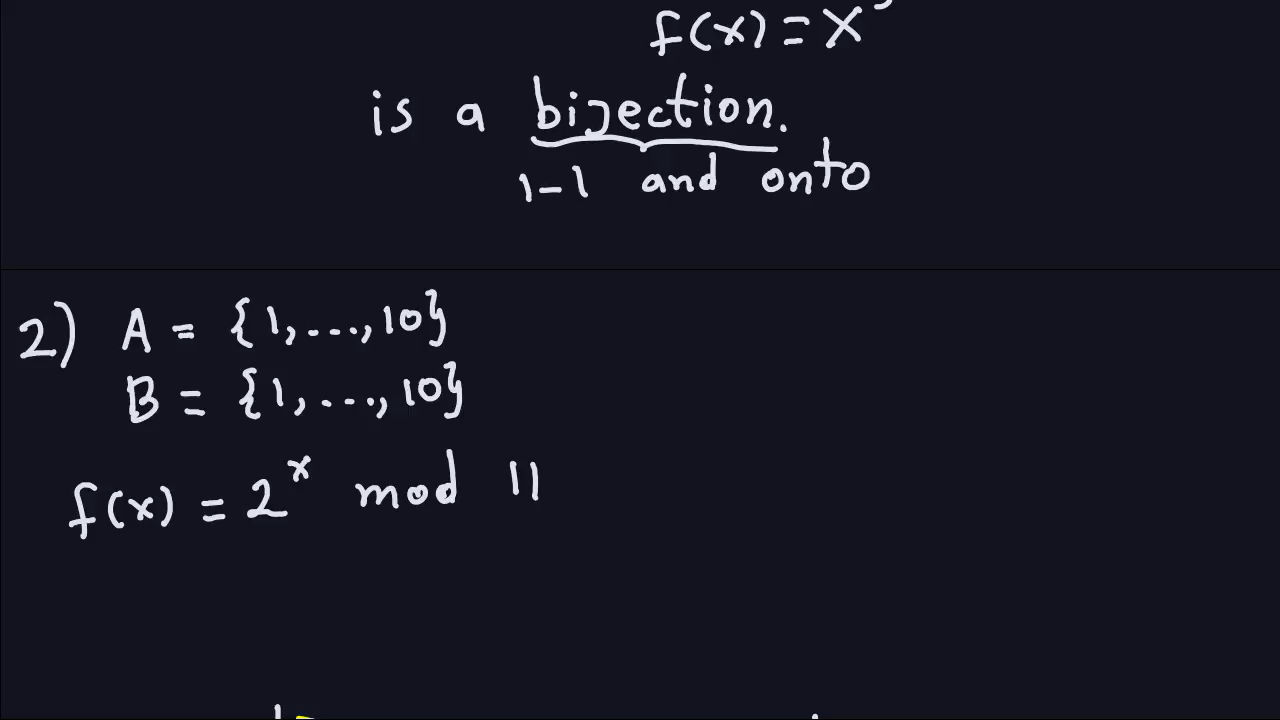 f(x) = x
is a bijection.
1-1 and onto
2) A = {1, ..., 10}
B = {1, ..., 10}
f(x) = 2^x mod 11